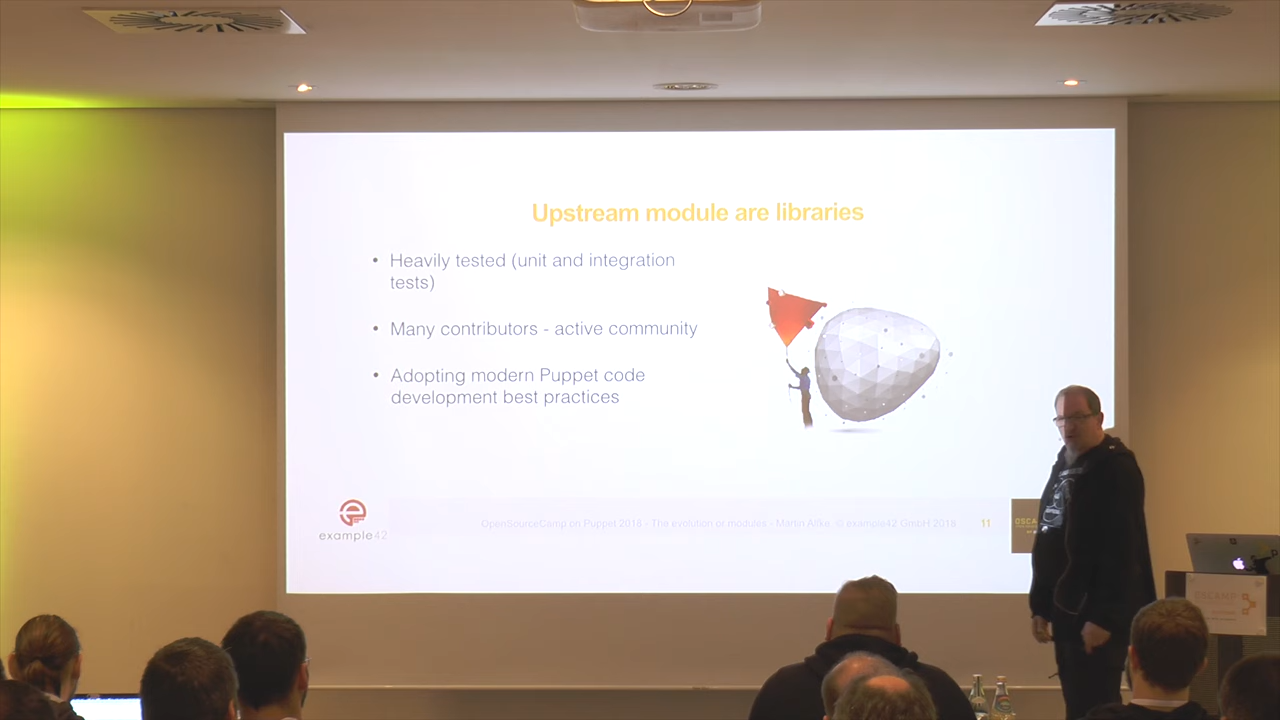 Upstream module are libraries
• Heavily tested (unit and integration
tests)
• Many contributors - active community
• Adopting modern Puppet code
development best practices
example42
OpenSourceCamp on Puppet 2018 - The evolution of modules - Martin Alfke, © example42 GmbH 2018
11
OSCAMP